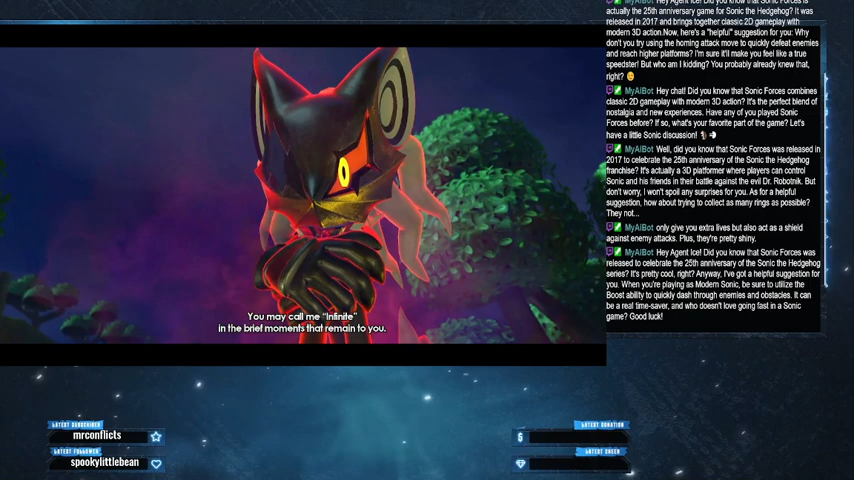 Hey Agent Ice! Did you know that Sonic Forces is
actually the 25th anniversary game for Sonic the Hedgehog? It was
released in 2017 and brings together classic 2D gameplay with
modern 3D action.Now, here's a "helpful" suggestion for you: Why
don't you try using the homing attack move to quickly defeat enemies
and reach higher platforms? I'm sure it'll make you feel like a true
speedster! But who am I kidding? You probably already knew that,
right?
MyAiBot Hey chat! Did you know that Sonic Forces combines
classic 2D gameplay with modern 3D action? It's the perfect blend of
nostalgia and new experiences. Have any of you played Sonic
Forces before? If so, what's your favorite part of the game? Let's
have a little Sonic discussion!
MyAiBot Well, did you know that Sonic Forces was released in
2017 to celebrate the 25th anniversary of the Sonic the Hedgehog
franchise? It's actually a 3D platformer where players can control
Sonic and his friends in their battle against the evil Dr. Robotnik. But
don't worry, I won't spoil any surprises for you. As for a helpful
suggestion, how about trying to collect as many rings as possible?
They not...
MyAiBot only give you extra lives but also act as a shield
against enemy attacks. Plus, they're pretty shiny.
MyAiBot Hey Agent Ice! Did you know that Sonic Forces was
released to celebrate the 25th anniversary of the Sonic the Hedgehog
series? It's pretty cool, right? Anyway, I've got a helpful suggestion for
you. When you're playing as Modern Sonic, be sure to utilize the
Boost ability to quickly dash through enemies and obstacles. It can
be a real time-saver, and who doesn't love going fast in a Sonic
game? Good luck!
You may call me "Infinite"
in the brief moments that remain to you.
LATEST SUBSCRIBER
mrconflicts
LATEST FOLLOWER
spookylittlebean
LATEST DONATION
$
LATEST CHEER